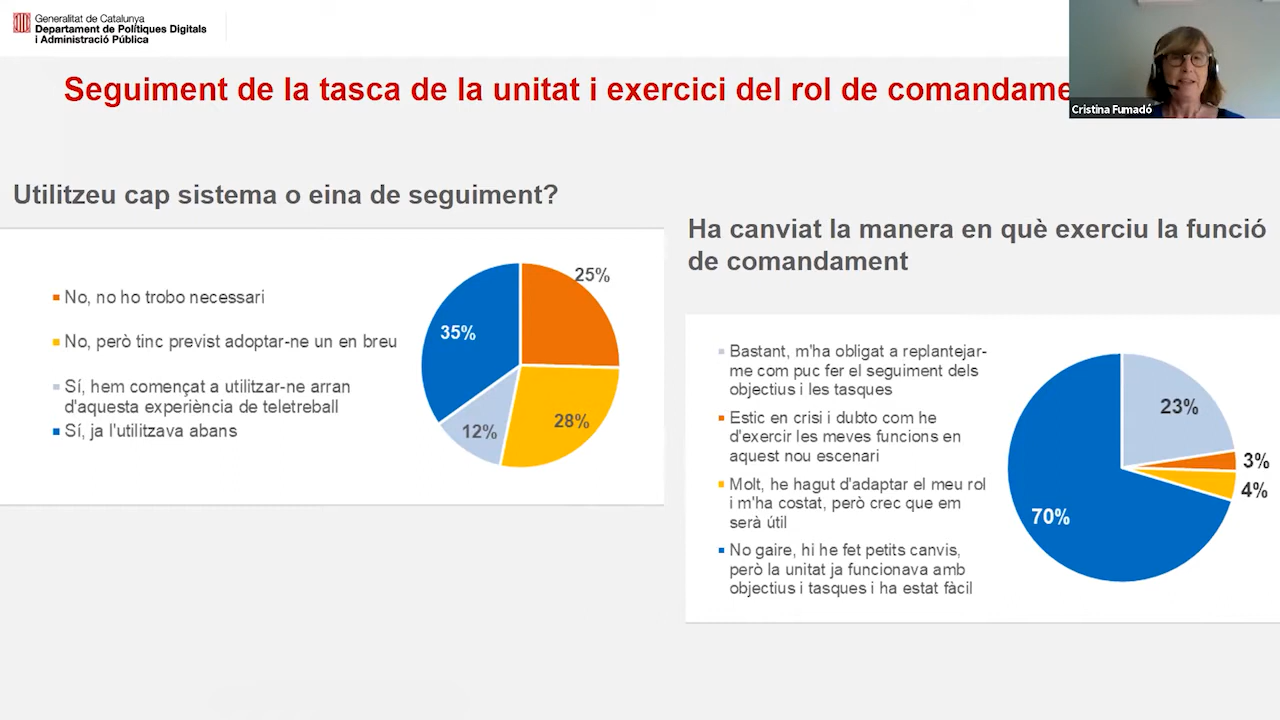 Generalitat de Catalunya
Departament de Polítiques Digitals
i Administració Pública
Seguiment de la tasca de la unitat i exercici del rol de comandame
Cristina Fumadó
Utilitzeu cap sistema o eina de seguiment?
No, no ho trobo necessari
No, però tinc previst adoptar-ne un en breu
Sí, hem començat a utilitzar-ne arran
d'aquesta experiència de teletreball
Sí, ja l'utilitzava abans
25%
35%
28%
12%
Ha canviat la manera en què exerciu la funció
de comandament
Bastant, m'ha obligat a replantejar-
me com puc fer el seguiment dels
objectius i les tasques
Estic en crisi i dubto com he
d'exercir les meves funcions en
aquest nou escenari
Molt, he hagut d'adaptar el meu rol
i m'ha costat, però crec que em
serà útil
No gaire, hi he fet petits canvis,
però la unitat ja funcionava amb
objectius i tasques i ha estat fàcil
23%
3%
4%
70%